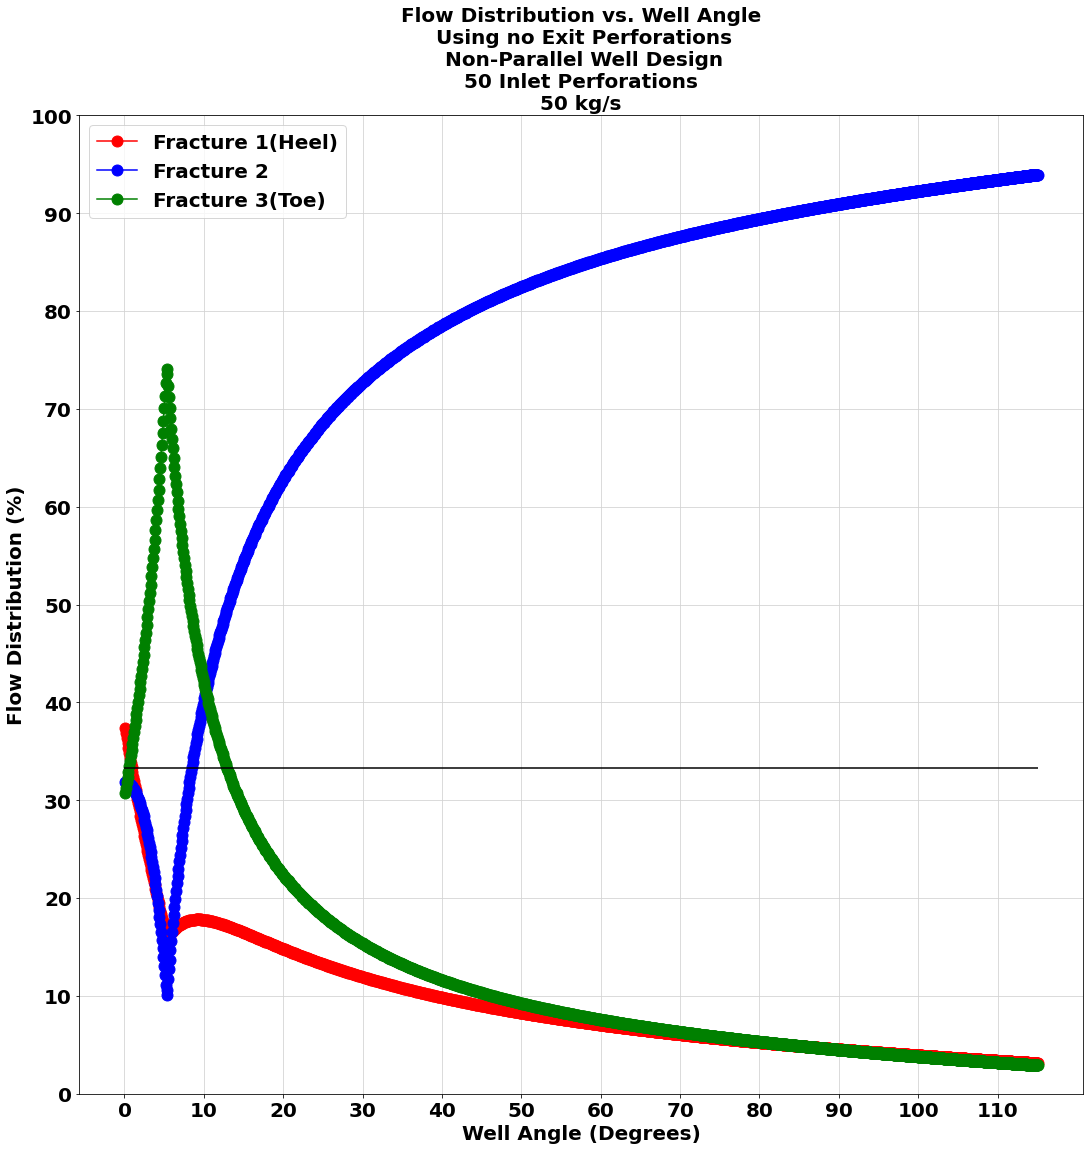 Flow Distribution vs. Well Angle
Using no Exit Perforations
Non-Parallel Well Design
50 Inlet Perforations
50 kg/s
Fracture 1(Heel)
Fracture 2
Fracture 3(Toe)
Flow Distribution (%)
100
90
80
70
60
50
40
30
20
10
0
0 10 20 30 40 50 60 70 80 90 100 110
Well Angle (Degrees)